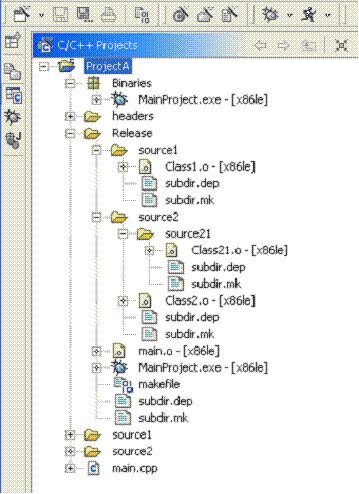 C/C++ Projects
ProjectA
Binaries
MainProject.exe - [x86le]
headers
Release
source1
Class1.o - [x86le]
subdir.dep
subdir.mk
source2
source21
Class21.o - [x86le]
subdir.dep
subdir.mk
Class2.o - [x86le]
subdir.dep
subdir.mk
main.o - [x86le]
MainProject.exe - [x86le]
makefile
subdir.dep
subdir.mk
source1
source2
main.cpp